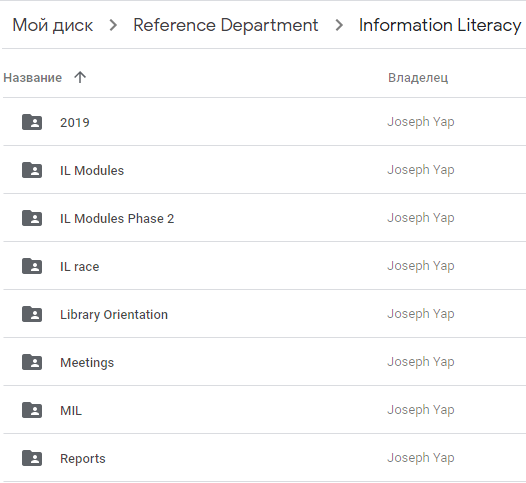 Мой диск > Reference Department > Information Literacy
Название ↑ Владелец
2019 Joseph Yap
IL Modules Joseph Yap
IL Modules Phase 2 Joseph Yap
IL race Joseph Yap
Library Orientation Joseph Yap
Meetings Joseph Yap
MIL Joseph Yap
Reports Joseph Yap